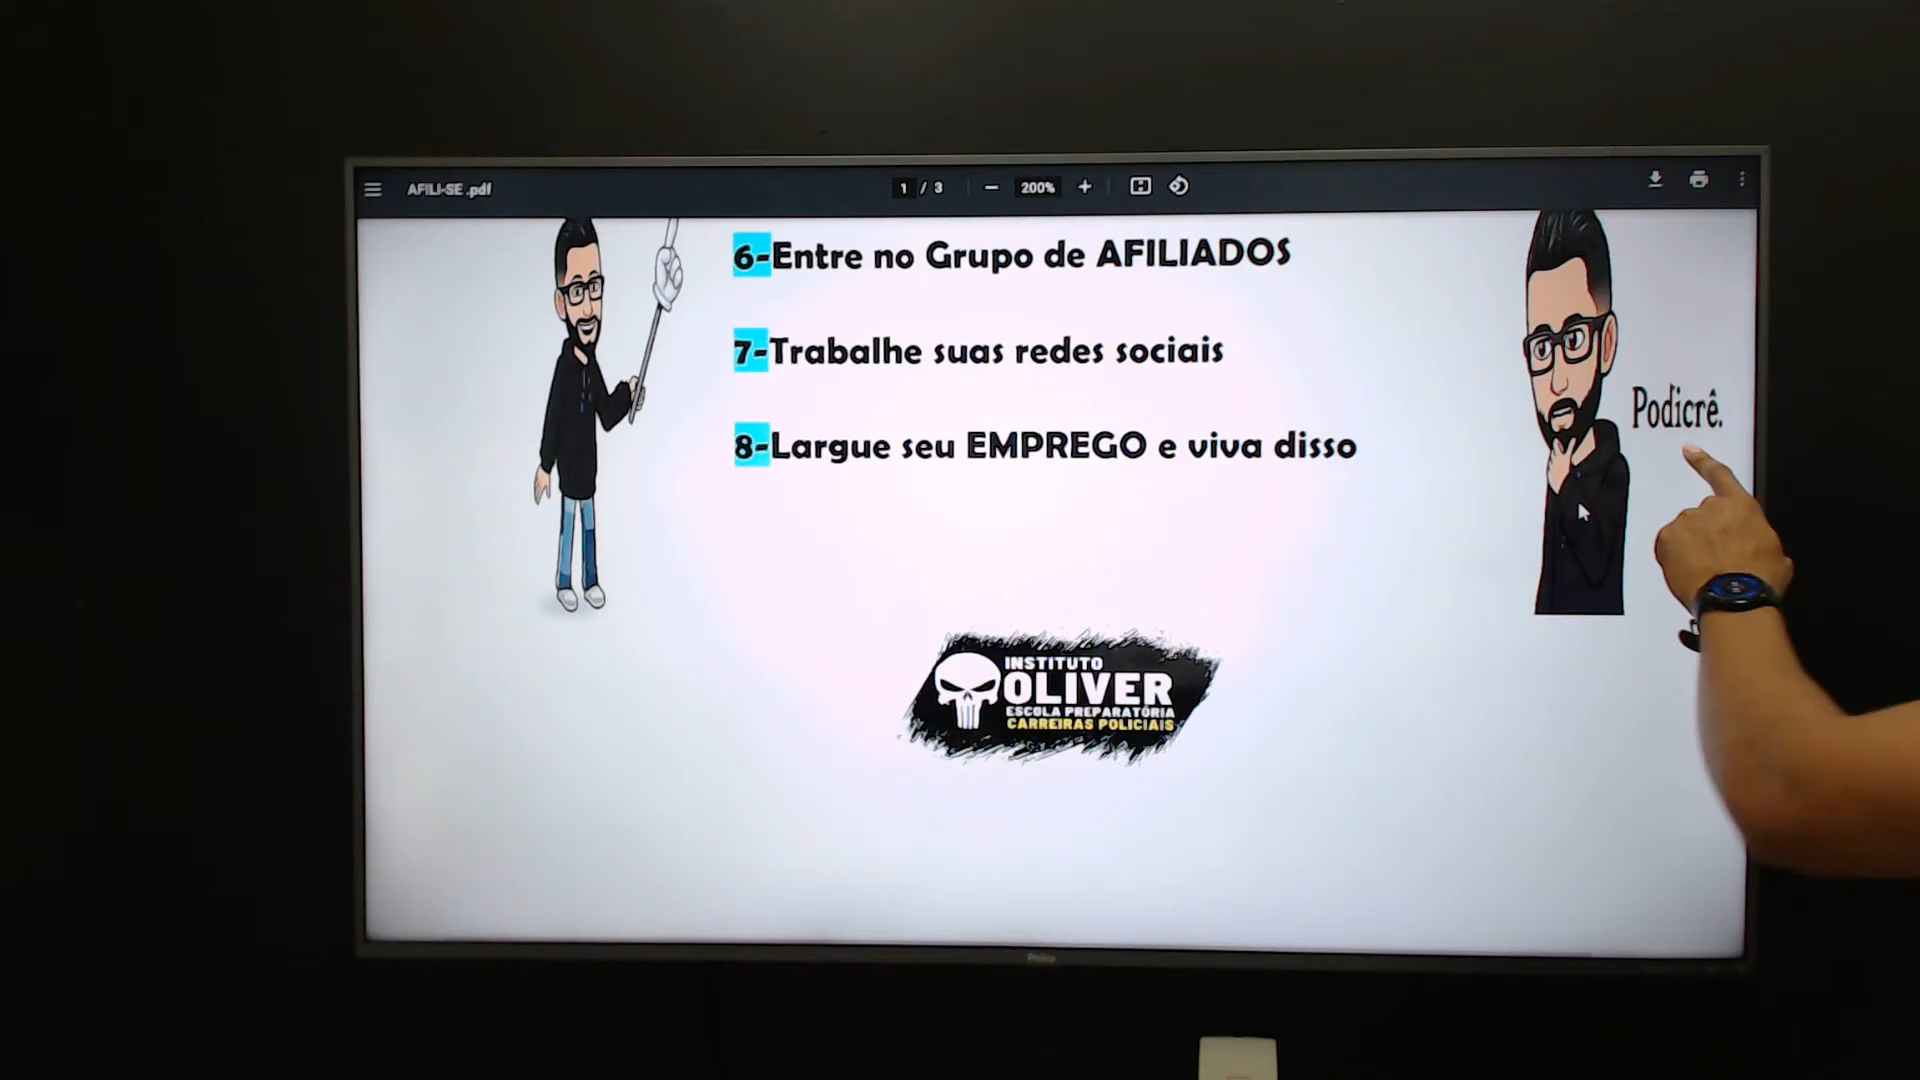 AFILI-SE .pdf
1 / 3
200%
6-Entre no Grupo de AFILIADOS
7-Trabalhe suas redes sociais
8-Largue seu EMPREGO e viva disso
Podicrê.
INSTITUTO
OLIVER
ESCOLA PREPARATÓRIA
CARREIRAS POLICIAIS